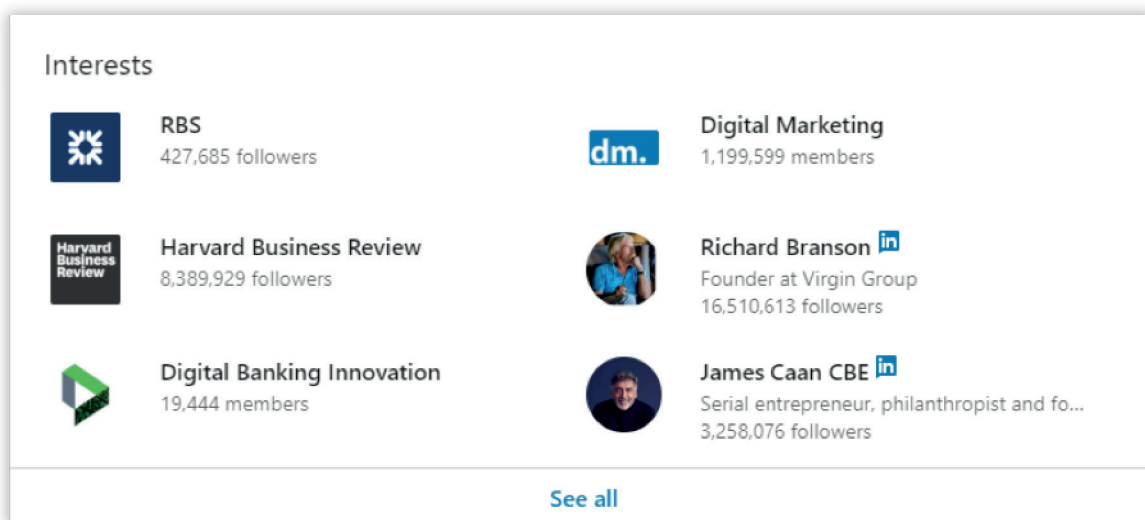 Interests
RBS
427,685 followers
Digital Marketing
1,199,599 members
dm.
Harvard Business Review
8,389,929 followers
Harvard
Business
Review
Richard Branson in
Founder at Virgin Group
16,510,613 followers
Digital Banking Innovation
19,444 members
James Caan CBE in
Serial entrepreneur, philanthropist and fo...
3,258,076 followers
See all